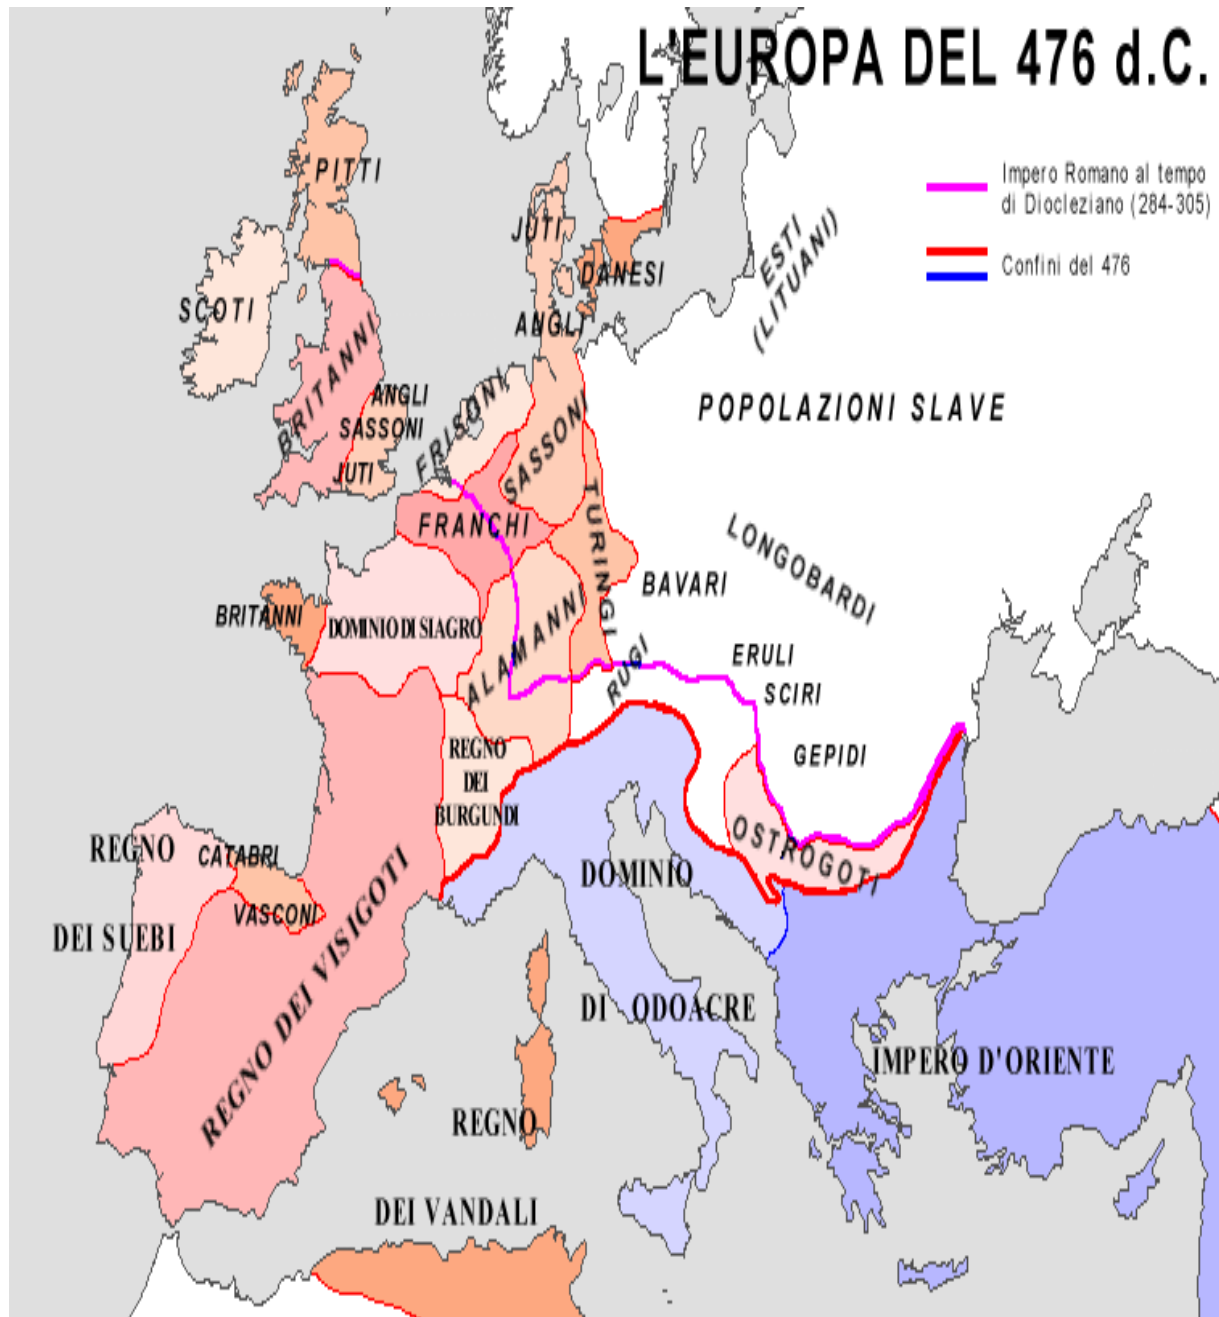 L'EUROPA DEL 476 d.C.
Impero Romano al tempo
di Diocleziano (284-305)
Confini del 476
PITTI
JUTI
DANESI
ESTI
(LITUANI)
SCOTI
ANGLI
BRITANNI
ANGLI
SASSONI
JUTI
FRISONI
SASSONI
POPOLAZIONI SLAVE
FRANCHI
TURINGI
LONGOBARDI
BAVARI
BRITANNI
DOMINIO DI SIAGRO
ALAMANNI
RUGI
ERULI
SCIRI
GEPIDI
REGNO
DEI
BURGUNDI
OSTROGOTI
REGNO
DEI SUEBI
CATABRI
VASCONI
REGNO DEI VISIGOTI
DOMINIO
DI ODOACRE
IMPERO D'ORIENTE
REGNO
DEI VANDALI